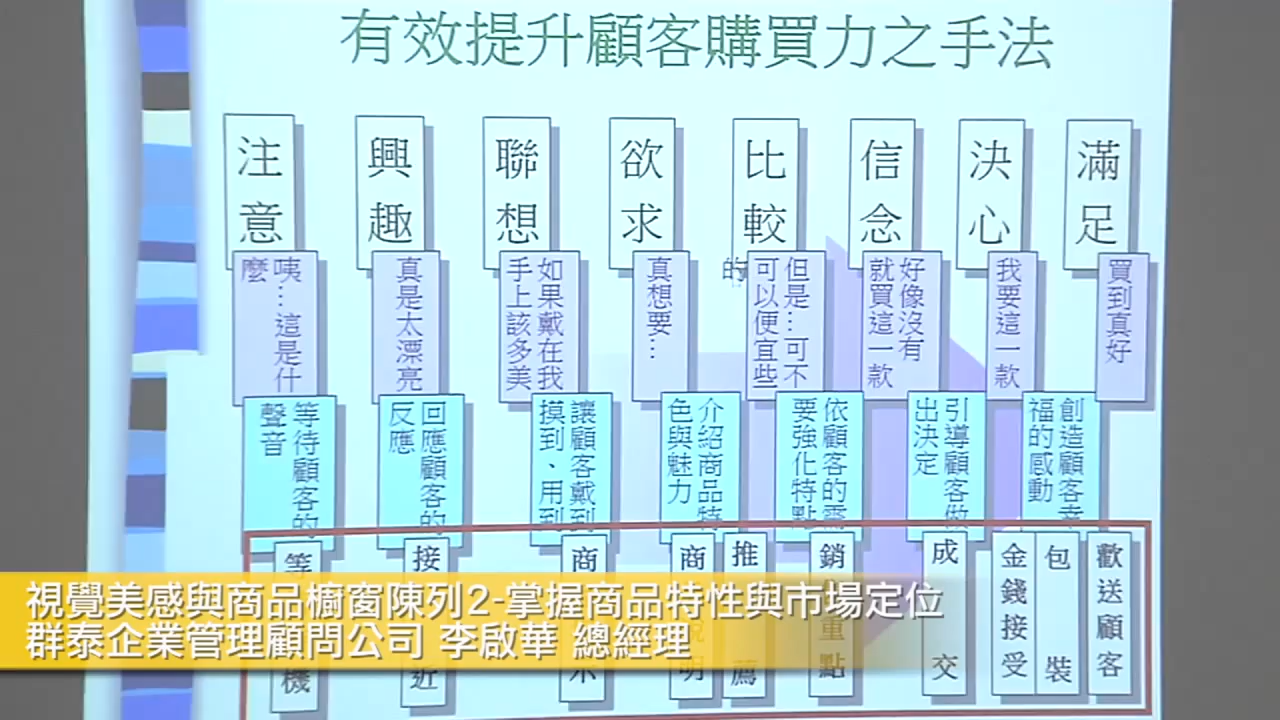 有效提升顧客購買力之手法
注意
興趣
聯想
欲求
比較
信念
決心
滿足
咦…這是什
麼
真是太漂亮
如果戴在我
手上該多美
真想要…
但是…可不
可以便宜些
的
好像沒有
就買這一款
我要這一款
買到真好
等待顧客的
聲音
回應顧客的
反應
讓顧客戴到
摸到、用到
介紹商品特
色與魅力
依顧客的需
要強化特點
引導顧客做
出決定
創造顧客幸
福的感動
等機
接近
商示
商明
推薦
銷重點
成交
金錢接受
包裝
歡送顧客
視覺美感與商品櫥窗陳列2-掌握商品特性與市場定位
群泰企業管理顧問公司 李啟華 總經理